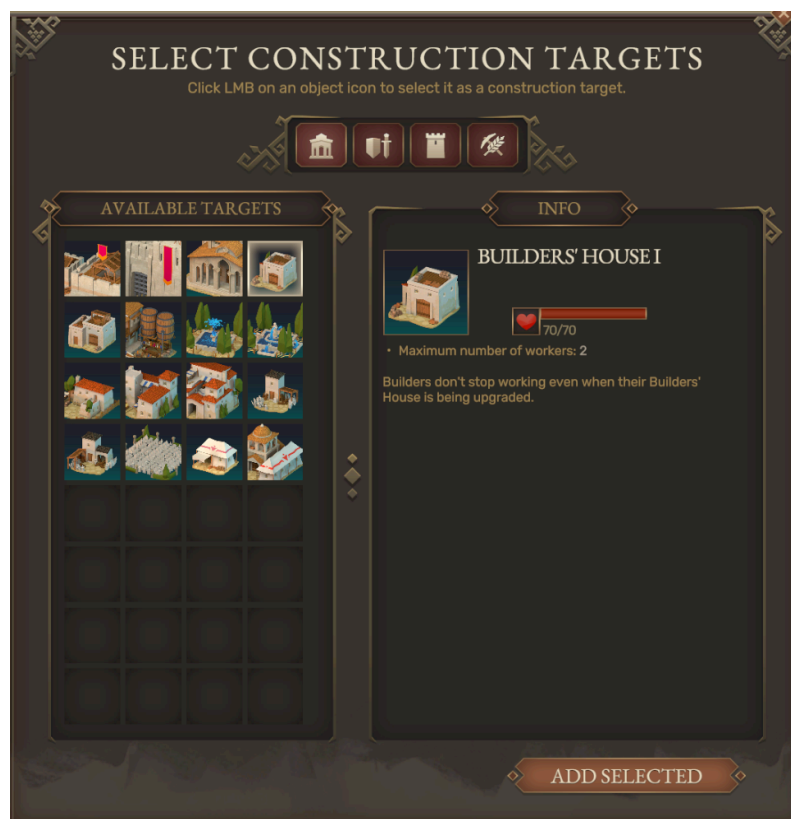 SELECT CONSTRUCTION TARGETS
Click LMB on an object icon to select it as a construction target.
AVAILABLE TARGETS
INFO
BUILDERS' HOUSE I
70/70
• Maximum number of workers: 2
Builders don't stop working even when their Builders'
House is being upgraded.
ADD SELECTED